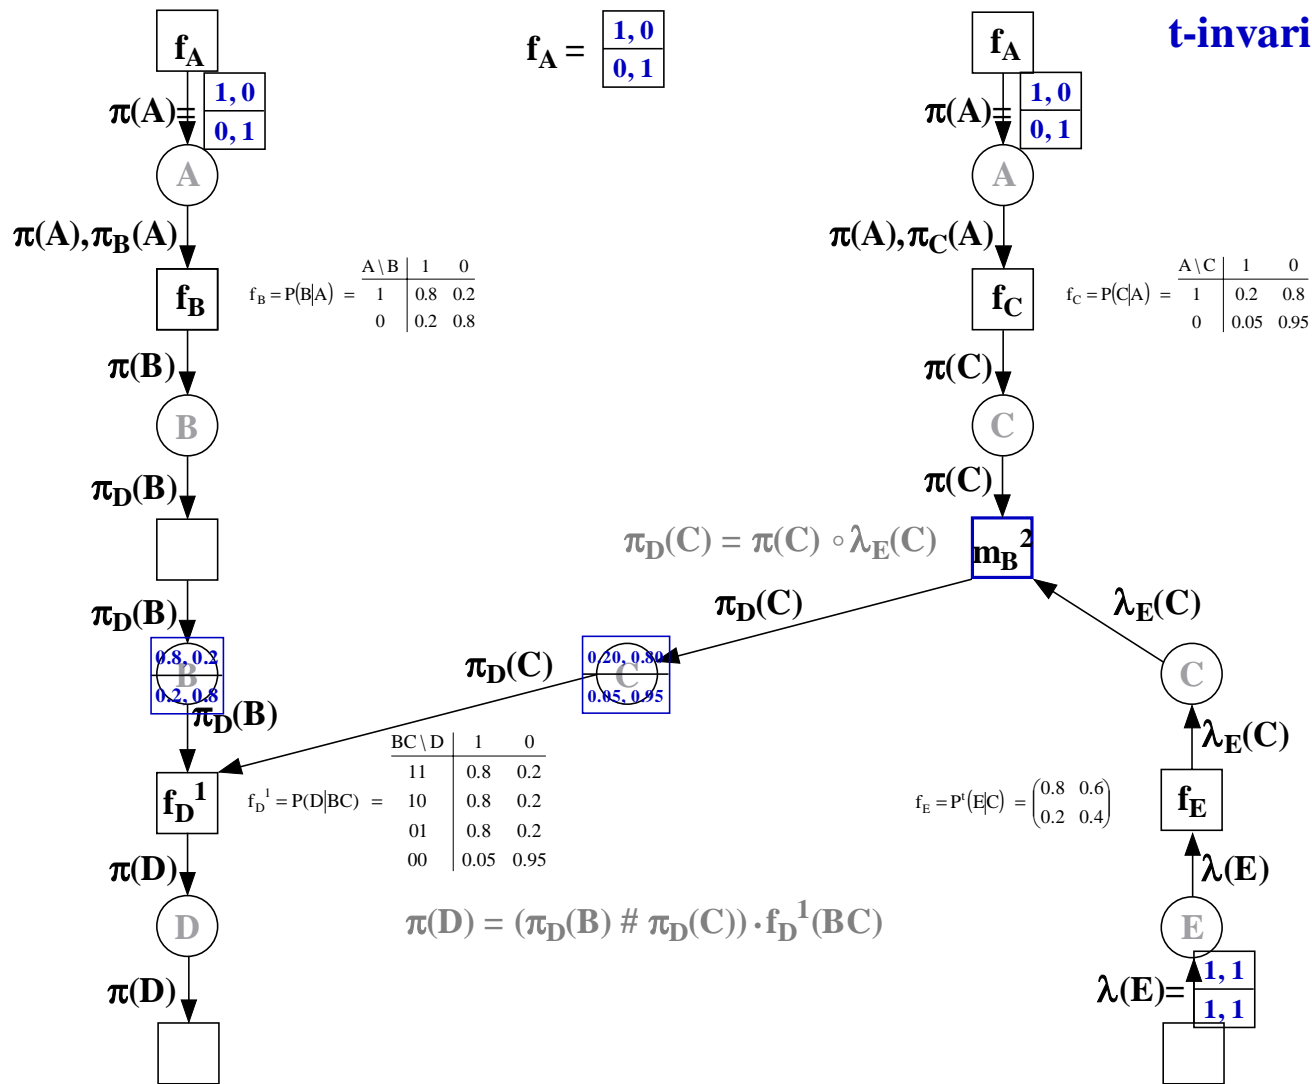 t-invari
f_A
f_A =
1, 0
0, 1
f_A
π(A)=
1, 0
0, 1
π(A)=
1, 0
0, 1
A
A
π(A),π_B(A)
π(A),π_C(A)
f_B
f_B = P(B|A) =
A \ B 1 0
1 0.8 0.2
0 0.2 0.8
f_C
f_C = P(C|A) =
A \ C 1 0
1 0.2 0.8
0 0.05 0.95
π(B)
π(C)
B
C
π_D(B)
π(C)
π_D(C) = π(C) ∘ λ_E(C)
m_B^2
π_D(B)
π_D(C)
λ_E(C)
B
0.8, 0.2
0.2, 0.8
π_D(C)
C
0.20, 0.80
0.05, 0.95
C
π_D(B)
λ_E(C)
f_D^1
f_D^1 = P(D|BC) =
BC \ D 1 0
11 0.8 0.2
10 0.8 0.2
01 0.8 0.2
00 0.05 0.95
f_E = P^t(E|C) =
0.8 0.6
0.2 0.4
f_E
π(D)
λ(E)
D
π(D) = (π_D(B) # π_D(C)) · f_D^1(BC)
E
π(D)
λ(E)=
1, 1
1, 1